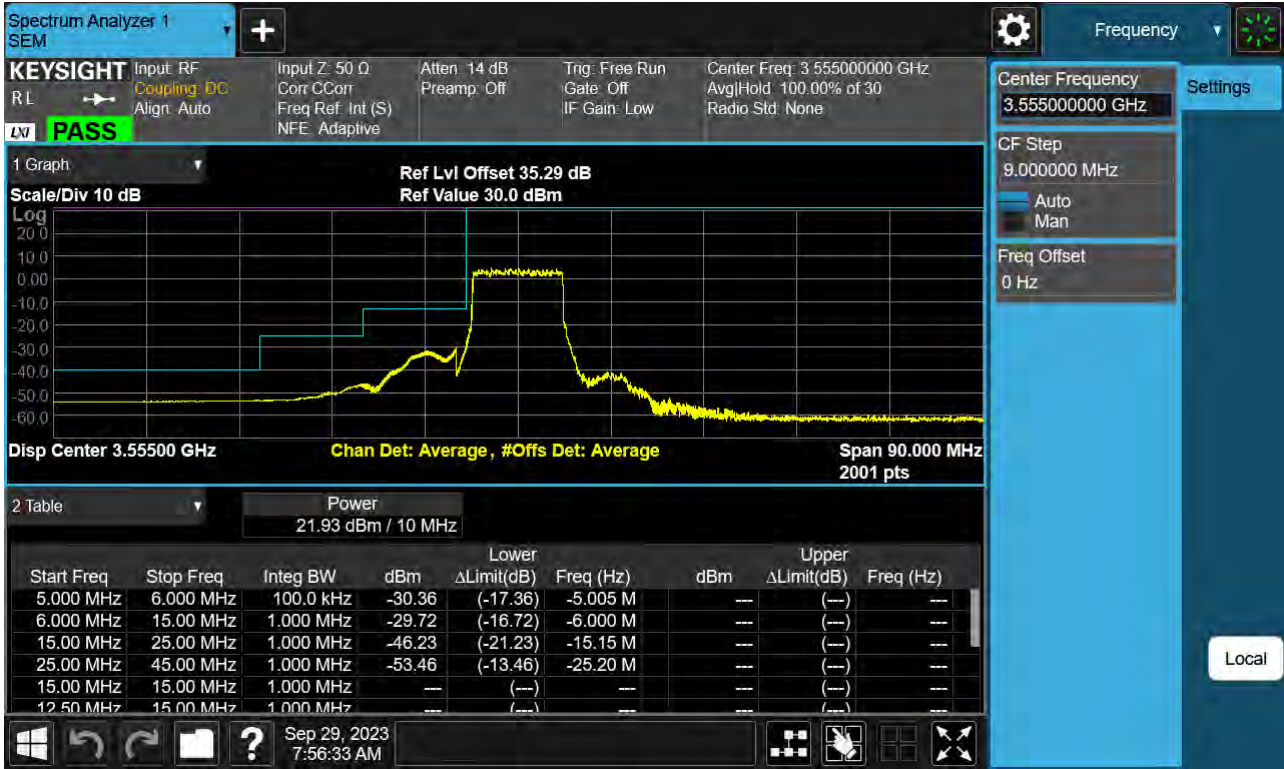 Spectrum Analyzer 1
SEM
Frequency
KEYSIGHT
R L
LXI
PASS
Input: RF
Coupling: DC
Align: Auto
Input Z: 50 Ω
Corr CCorr
Freq Ref: Int (S)
NFE: Adaptive
Atten: 14 dB
Preamp: Off
Trig: Free Run
Gate: Off
IF Gain: Low
Center Freq: 3.555000000 GHz
Avg|Hold: 100.00% of 30
Radio Std: None
Center Frequency
3.555000000 GHz
Settings
CF Step
9.000000 MHz
Auto
Man
Freq Offset
0 Hz
1 Graph
Scale/Div 10 dB
Ref Lvl Offset 35.29 dB
Ref Value 30.0 dBm
Log
20.0
10.0
0.00
-10.0
-20.0
-30.0
-40.0
-50.0
-60.0
Disp Center 3.55500 GHz
Chan Det: Average, #Offs Det: Average
Span 90.000 MHz
2001 pts
2 Table
Power
21.93 dBm / 10 MHz
Lower Upper
Start Freq Stop Freq Integ BW dBm ΔLimit(dB) Freq (Hz) dBm ΔLimit(dB) Freq (Hz)
5.000 MHz 6.000 MHz 100.0 kHz -30.36 (-17.36) -5.005 M --- (---) ---
6.000 MHz 15.00 MHz 1.000 MHz -29.72 (-16.72) -6.000 M --- (---) ---
15.00 MHz 25.00 MHz 1.000 MHz -46.23 (-21.23) -15.15 M --- (---) ---
25.00 MHz 45.00 MHz 1.000 MHz -53.46 (-13.46) -25.20 M --- (---) ---
15.00 MHz 15.00 MHz 1.000 MHz --- (---) --- --- (---) ---
12.50 MHz 15.00 MHz 1.000 MHz --- (---) --- --- (---) ---
Local
Sep 29, 2023
7:56:33 AM